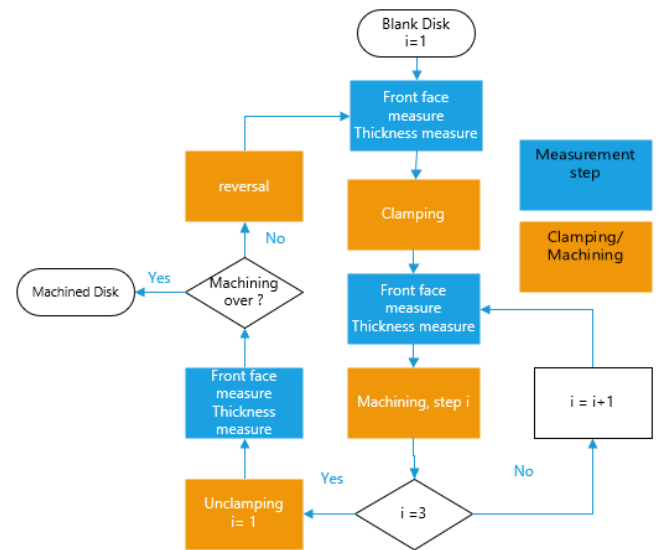 Blank Disk
i=1
Front face
measure
Thickness measure
Measurement
step
reversal
Clamping
Clamping/
Machining
No
Machining
over ?
Yes
Machined Disk
Front face
measure
Thickness measure
Front face
measure
Thickness
measure
Machining, step i
i = i+1
Yes
No
Unclamping
i= 1
i =3